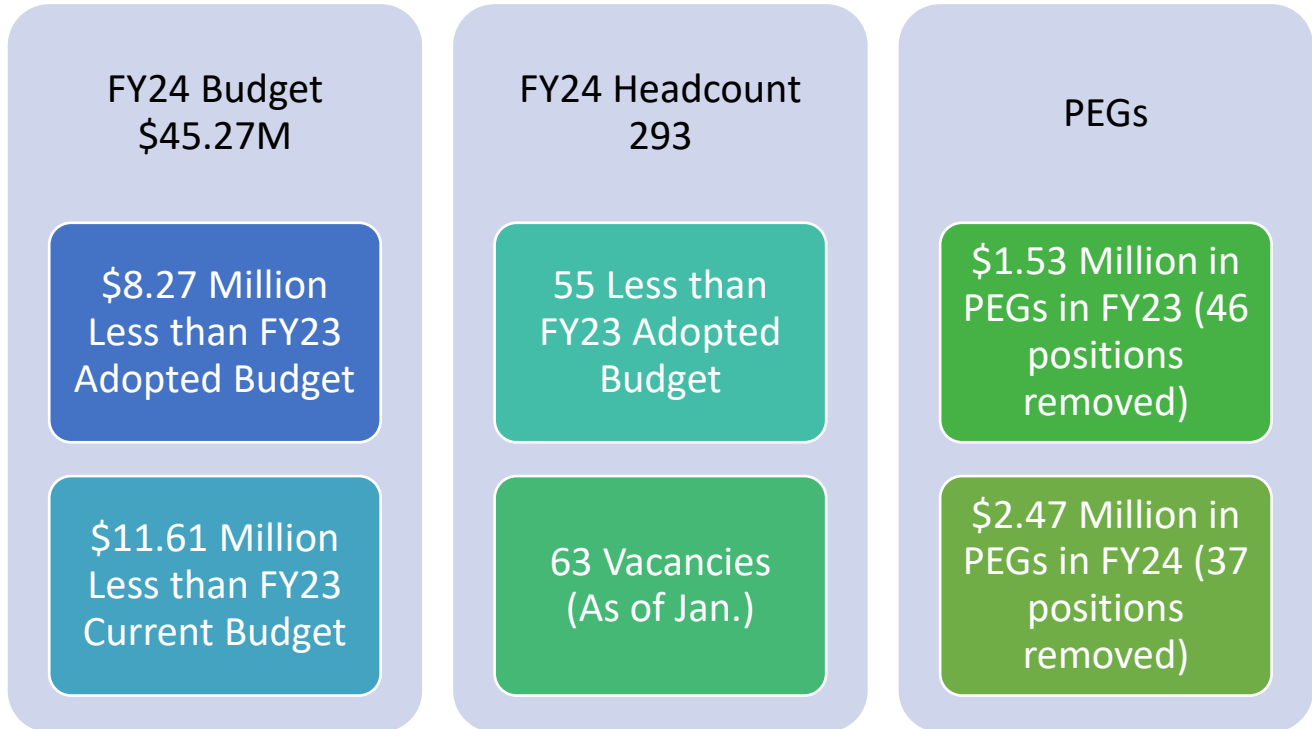 FY24 Budget
$45.27M
$8.27 Million
Less than FY23
Adopted Budget
$11.61 Million
Less than FY23
Current Budget
FY24 Headcount
293
55 Less than
FY23 Adopted
Budget
63 Vacancies
(As of Jan.)
PEGs
$1.53 Million in
PEGs in FY23 (46
positions
removed)
$2.47 Million in
PEGs in FY24 (37
positions
removed)